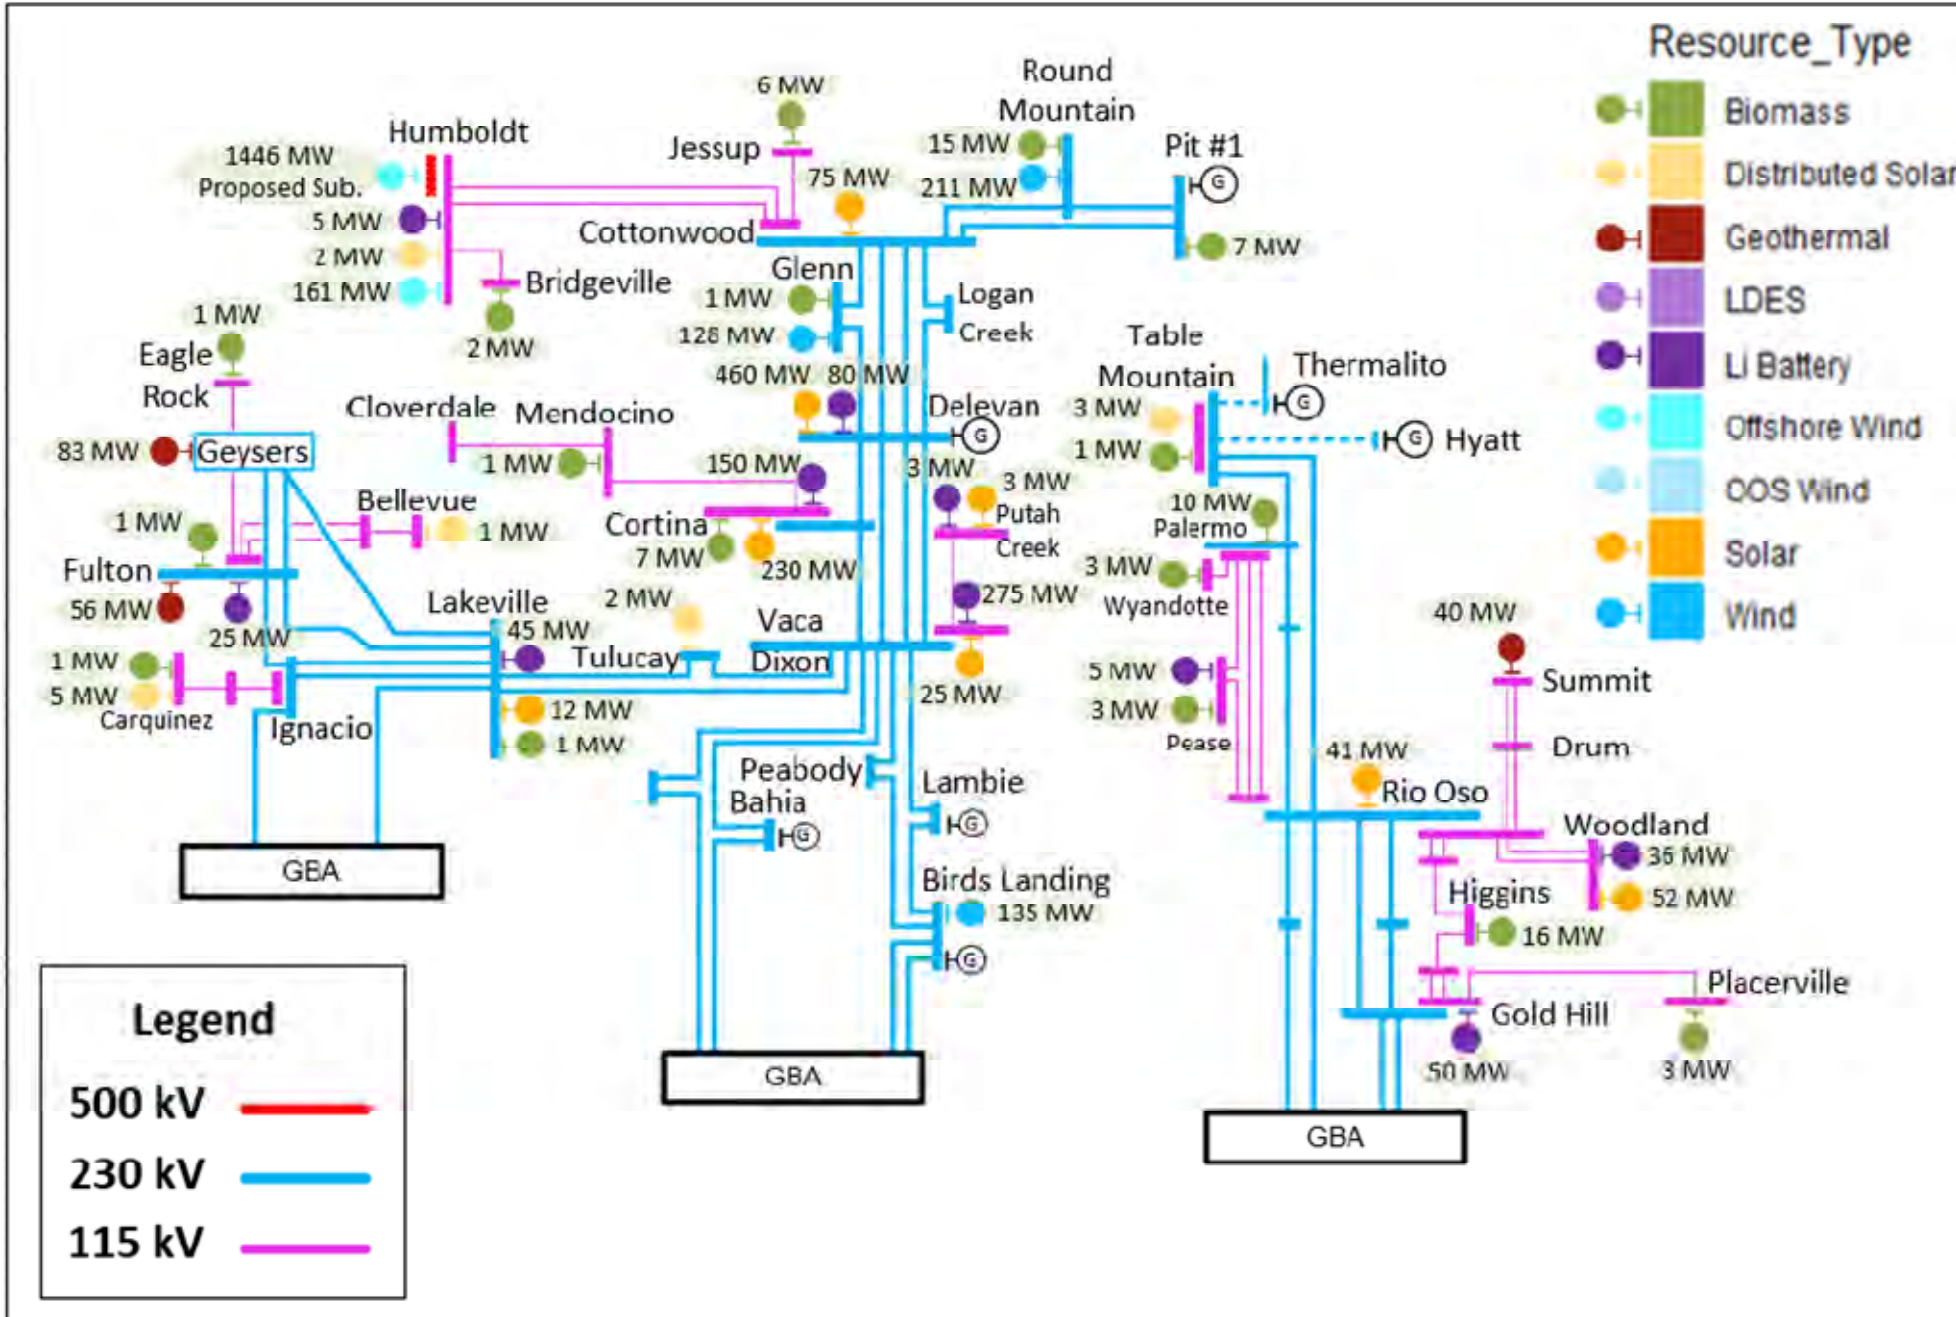 Resource_Type
Biomass
Distributed Solar
Geothermal
LDES
Li Battery
Offshore Wind
OOS Wind
Solar
Wind
Humboldt
1446 MW
Proposed Sub.
5 MW
2 MW
161 MW
Bridgeville
2 MW
6 MW
Jessup
75 MW
Cottonwood
Round
Mountain
15 MW
211 MW
Pit #1
G
7 MW
Glenn
1 MW
128 MW
Logan
Creek
460 MW
80 MW
Delevan
G
1 MW
Eagle
Rock
83 MW
Geysers
Cloverdale
Mendocino
1 MW
150 MW
Cortina
7 MW
230 MW
3 MW
3 MW
Putah
Creek
275 MW
25 MW
Bellevue
1 MW
1 MW
Fulton
56 MW
25 MW
Lakeville
45 MW
12 MW
1 MW
2 MW
Tulucay
Vaca
Dixon
1 MW
5 MW
Carquinez
Ignacio
GBA
Peabody
Bahia
G
Lambie
G
Birds Landing
135 MW
G
GBA
Table
Mountain
3 MW
1 MW
Thermalito
G
G
Hyatt
10 MW
Palermo
3 MW
Wyandotte
5 MW
3 MW
Pease
41 MW
Rio Oso
40 MW
Summit
Drum
Woodland
36 MW
52 MW
Higgins
16 MW
Placerville
3 MW
Gold Hill
50 MW
GBA
Legend
500 kV
230 kV
115 kV